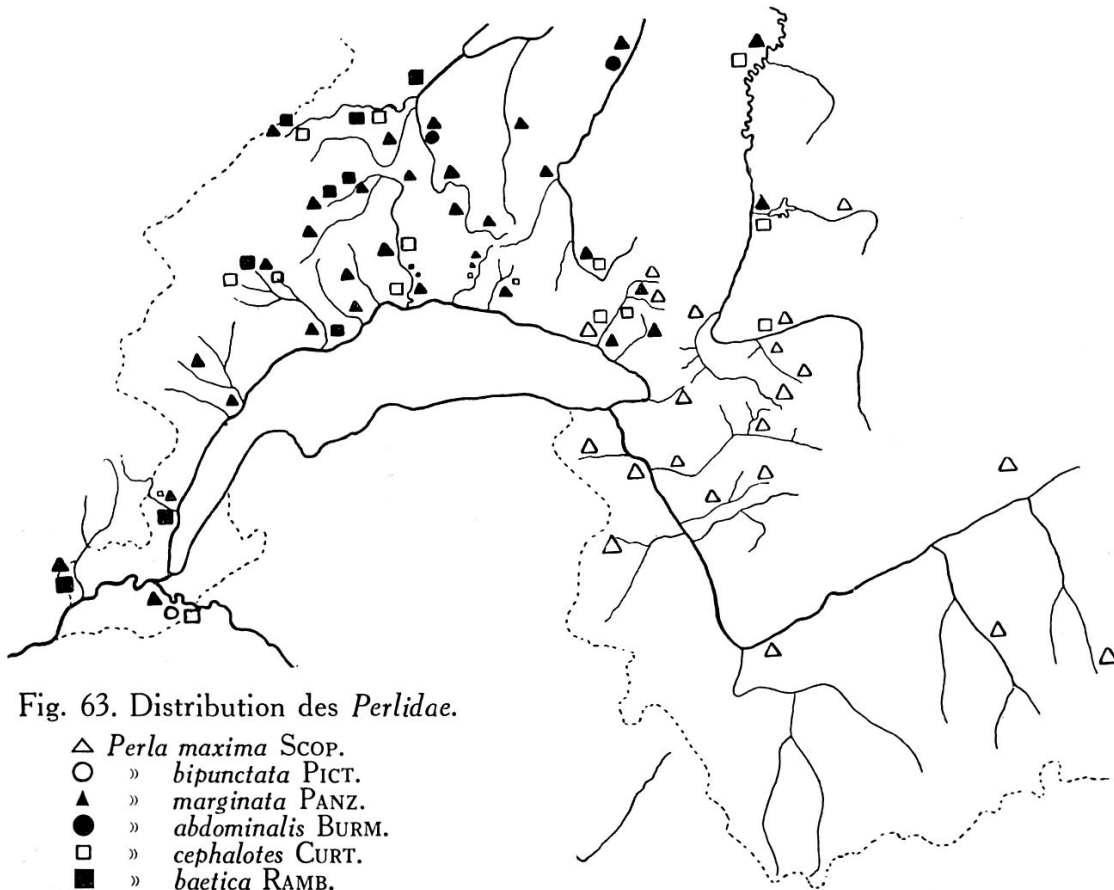 Fig. 63. Distribution des Perlidae.
△ Perla maxima SCOP.
○ » bipunctata PICT.
▲ » marginata PANZ.
● » abdominalis BURM.
□ » cephalotes CURT.
■ » baetica RAMB.